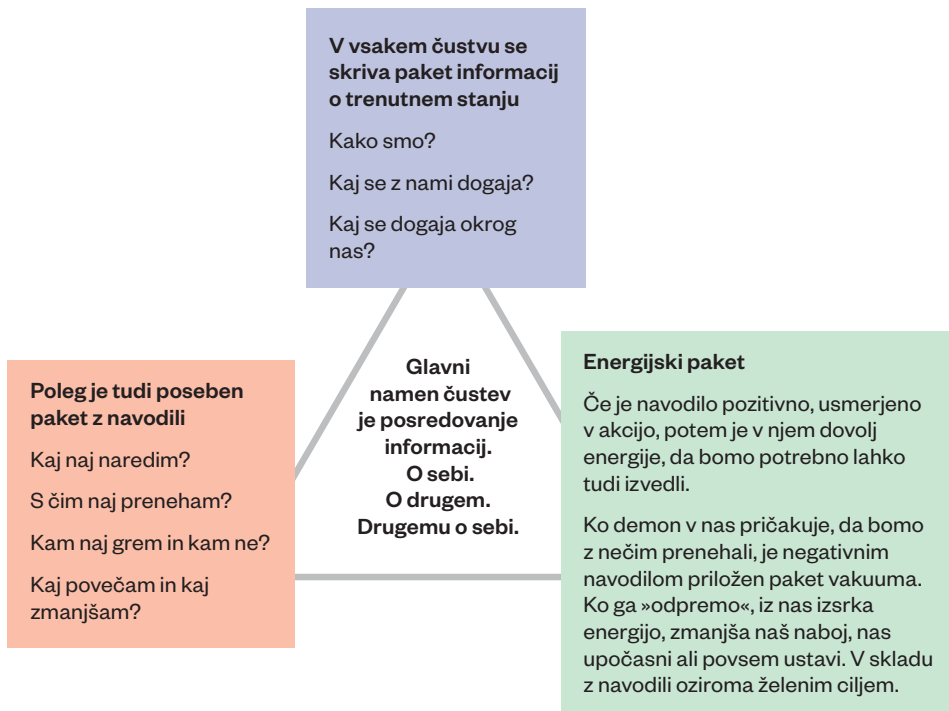 V vsakem čustvu se
skriva paket informacij
o trenutnem stanju
Kako smo?
Kaj se z nami dogaja?
Kaj se dogaja okrog
nas?
Poleg je tudi poseben
paket z navodili
Kaj naj naredim?
S čim naj preneham?
Kam naj grem in kam ne?
Kaj povečam in kaj
zmanjšam?
Glavni
namen čustev
je posredovanje
informacij.
O sebi.
O drugem.
Drugemu o sebi.
Energijski paket
Če je navodilo pozitivno, usmerjeno
v akcijo, potem je v njem dovolj
energije, da bomo potrebno lahko
tudi izvedli.
Ko demon v nas pričakuje, da bomo
z nečim prenehali, je negativnim
navodilom priložen paket vakuuma.
Ko ga »odpremo«, iz nas izsrka
energijo, zmanjša naš naboj, nas
upočasni ali povsem ustavi. V skladu
z navodili oziroma želenim ciljem.